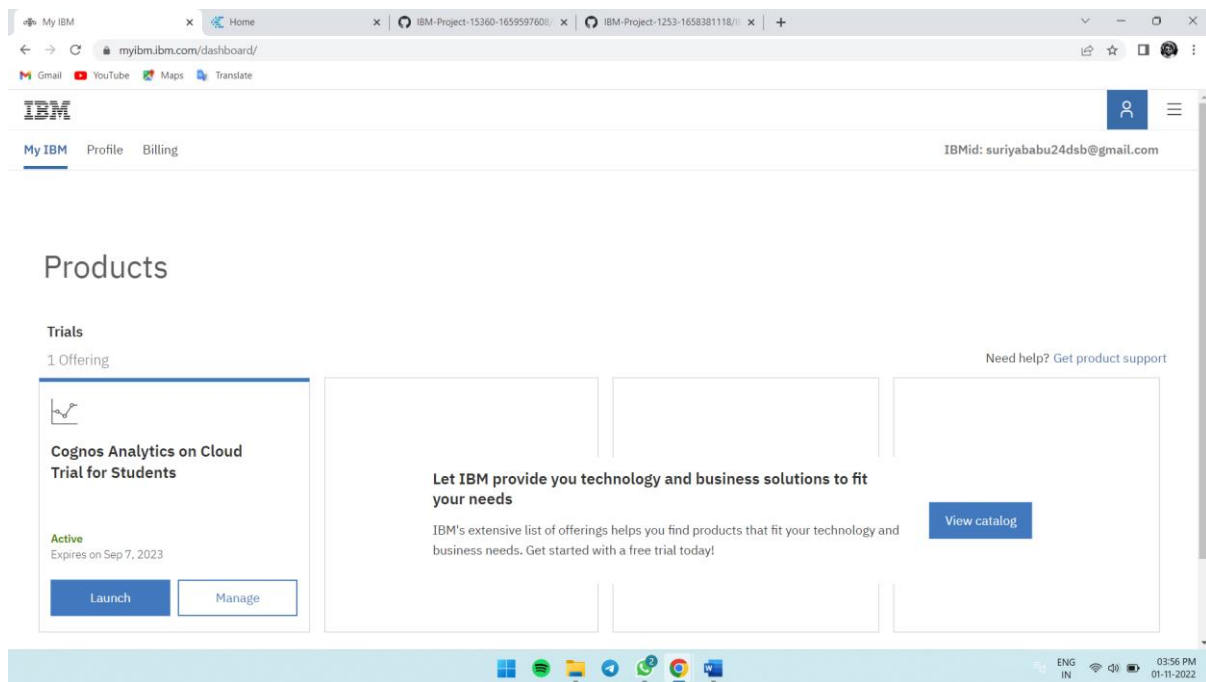 My IBM
Home
IBM-Project-15360-1659597608/
IBM-Project-1253-1658381118/
myibm.ibm.com/dashboard/
Gmail YouTube Maps Translate
IBM
My IBM Profile Billing
IBMid: suriyababu24dsb@gmail.com
Products
Trials
1 Offering
Need help? Get product support
Cognos Analytics on Cloud
Trial for Students
Active
Expires on Sep 7, 2023
Launch
Manage
Let IBM provide you technology and business solutions to fit
your needs
IBM's extensive list of offerings helps you find products that fit your technology and
business needs. Get started with a free trial today!
View catalog
2
W
ENG
IN
03:56 PM
01-11-2022